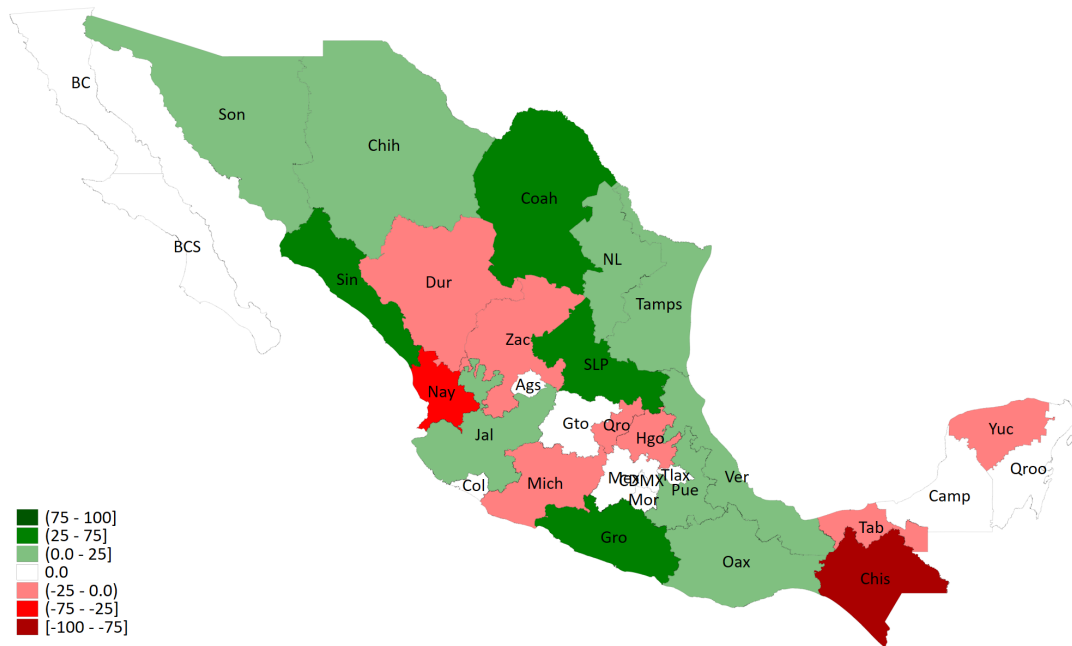 BC
Son
Chih
Coah
BCS
NL
Sin
Dur
Tamps
Zac
SLP
Ags
Nay
Gto
Qro
Jal
Hgo
Yuc
Qroo
Col
Mich
Mex
CDMX
Tlax
Ver
Pue
Mor
Camp
Gro
Tab
Oax
Chis
(75 - 100]
(25 - 75]
(0.0 - 25]
0.0
(-25 - 0.0)
(-75 - -25]
[-100 - -75]